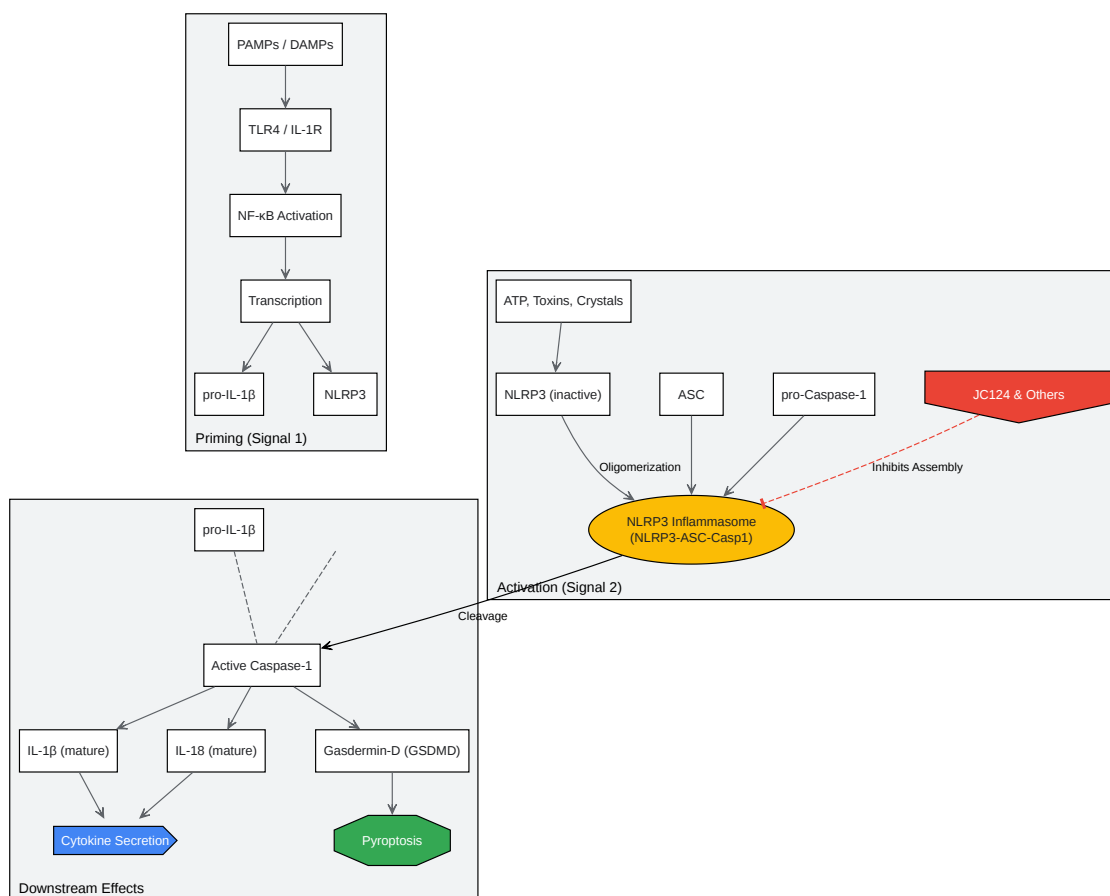 PAMPs / DAMPs
TLR4 / IL-1R
NF-κB Activation
Transcription
pro-IL-1β
NLRP3
Priming (Signal 1)
ATP, Toxins, Crystals
NLRP3 (inactive)
ASC
pro-Caspase-1
JC124 & Others
Oligomerization
Inhibits Assembly
NLRP3 Inflammasome
(NLRP3-ASC-Casp1)
Activation (Signal 2)
Cleavage
pro-IL-1β
Active Caspase-1
IL-1β (mature)
IL-18 (mature)
Gasdermin-D (GSDMD)
Cytokine Secretion
Pyroptosis
Downstream Effects